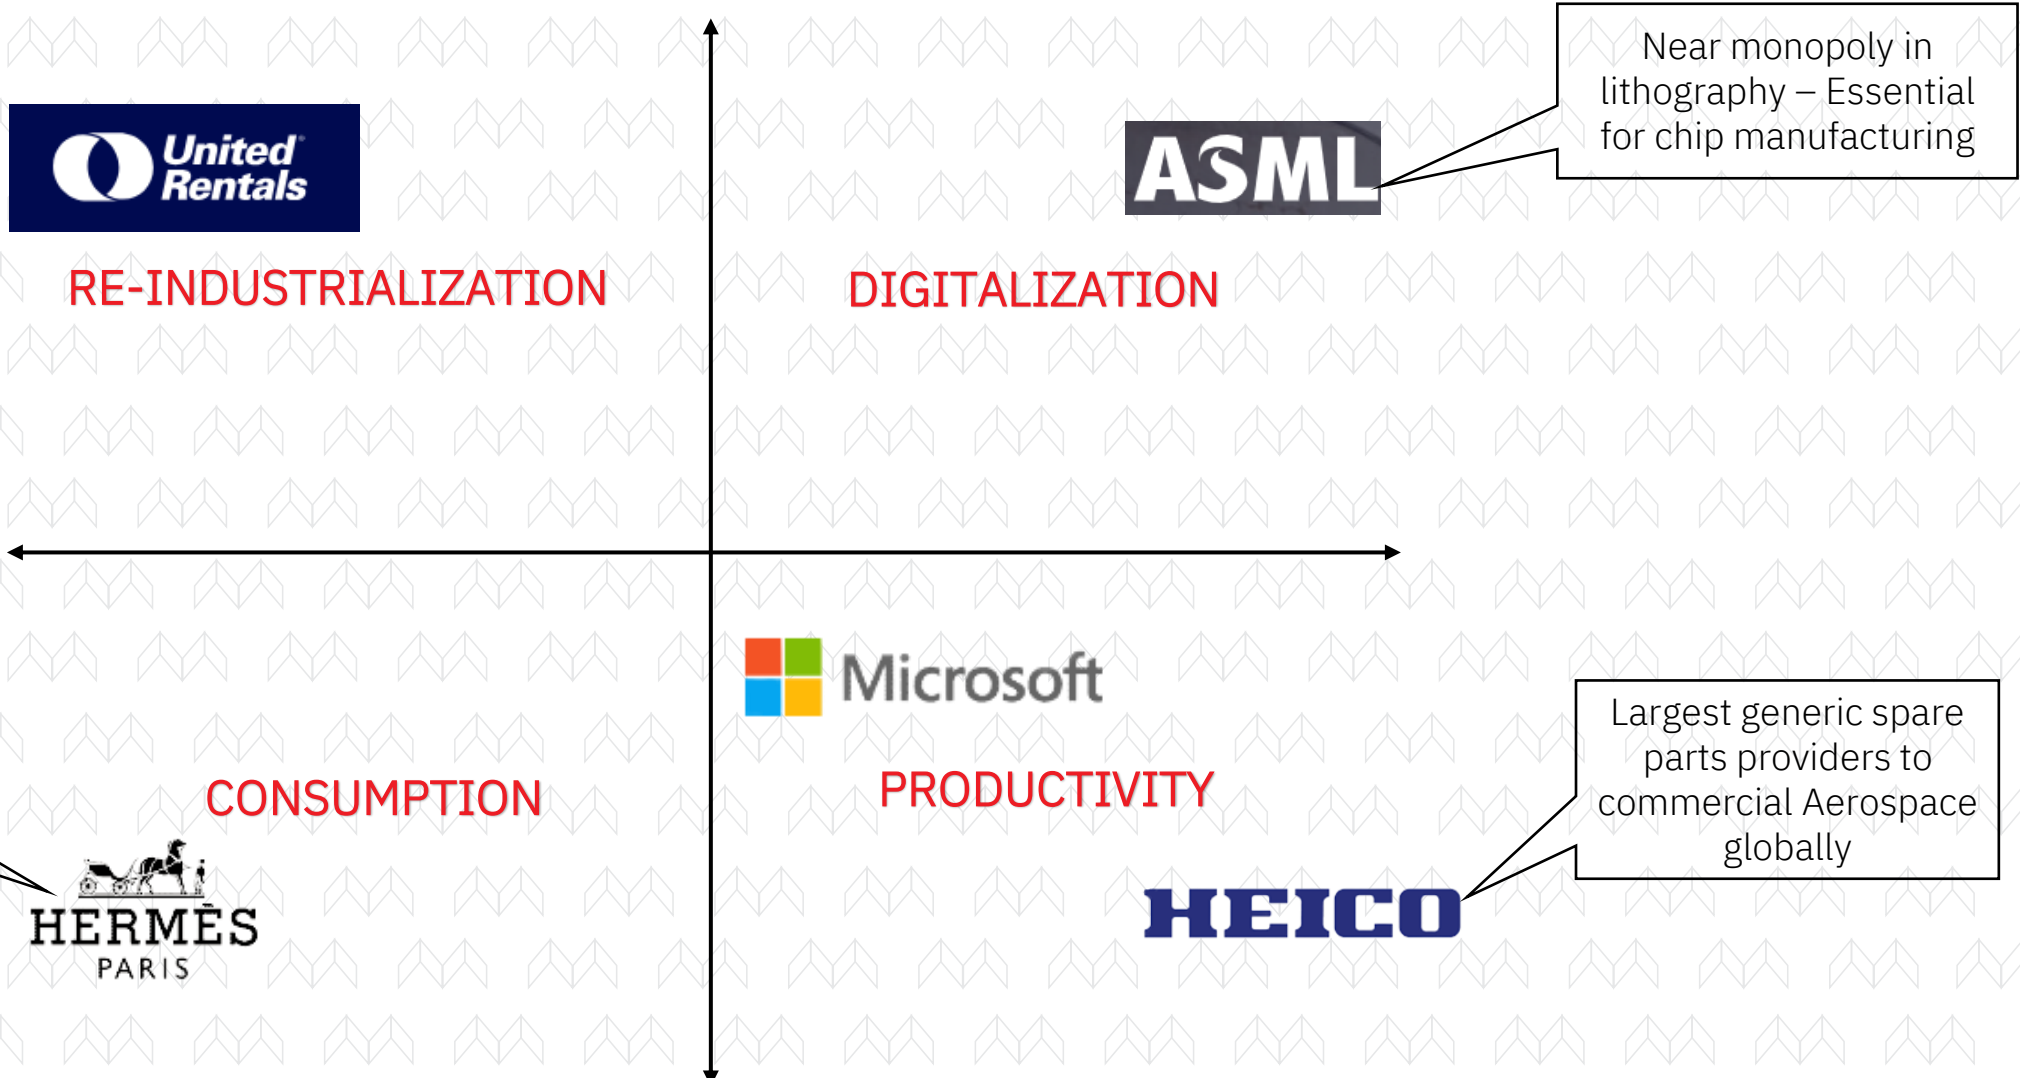 Near monopoly in
lithography – Essential
for chip manufacturing
United
Rentals
ASML
RE-INDUSTRIALIZATION
DIGITALIZATION
Microsoft
Largest generic spare
parts providers to
commercial Aerospace
globally
CONSUMPTION
PRODUCTIVITY
HERMĒS
PARIS
HEICO